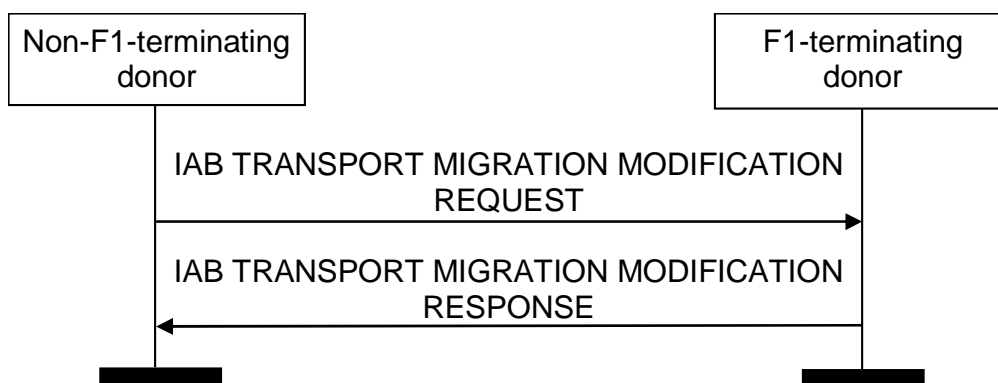 Non-F1-terminating
donor
F1-terminating
donor
IAB TRANSPORT MIGRATION MODIFICATION
REQUEST
IAB TRANSPORT MIGRATION MODIFICATION
RESPONSE